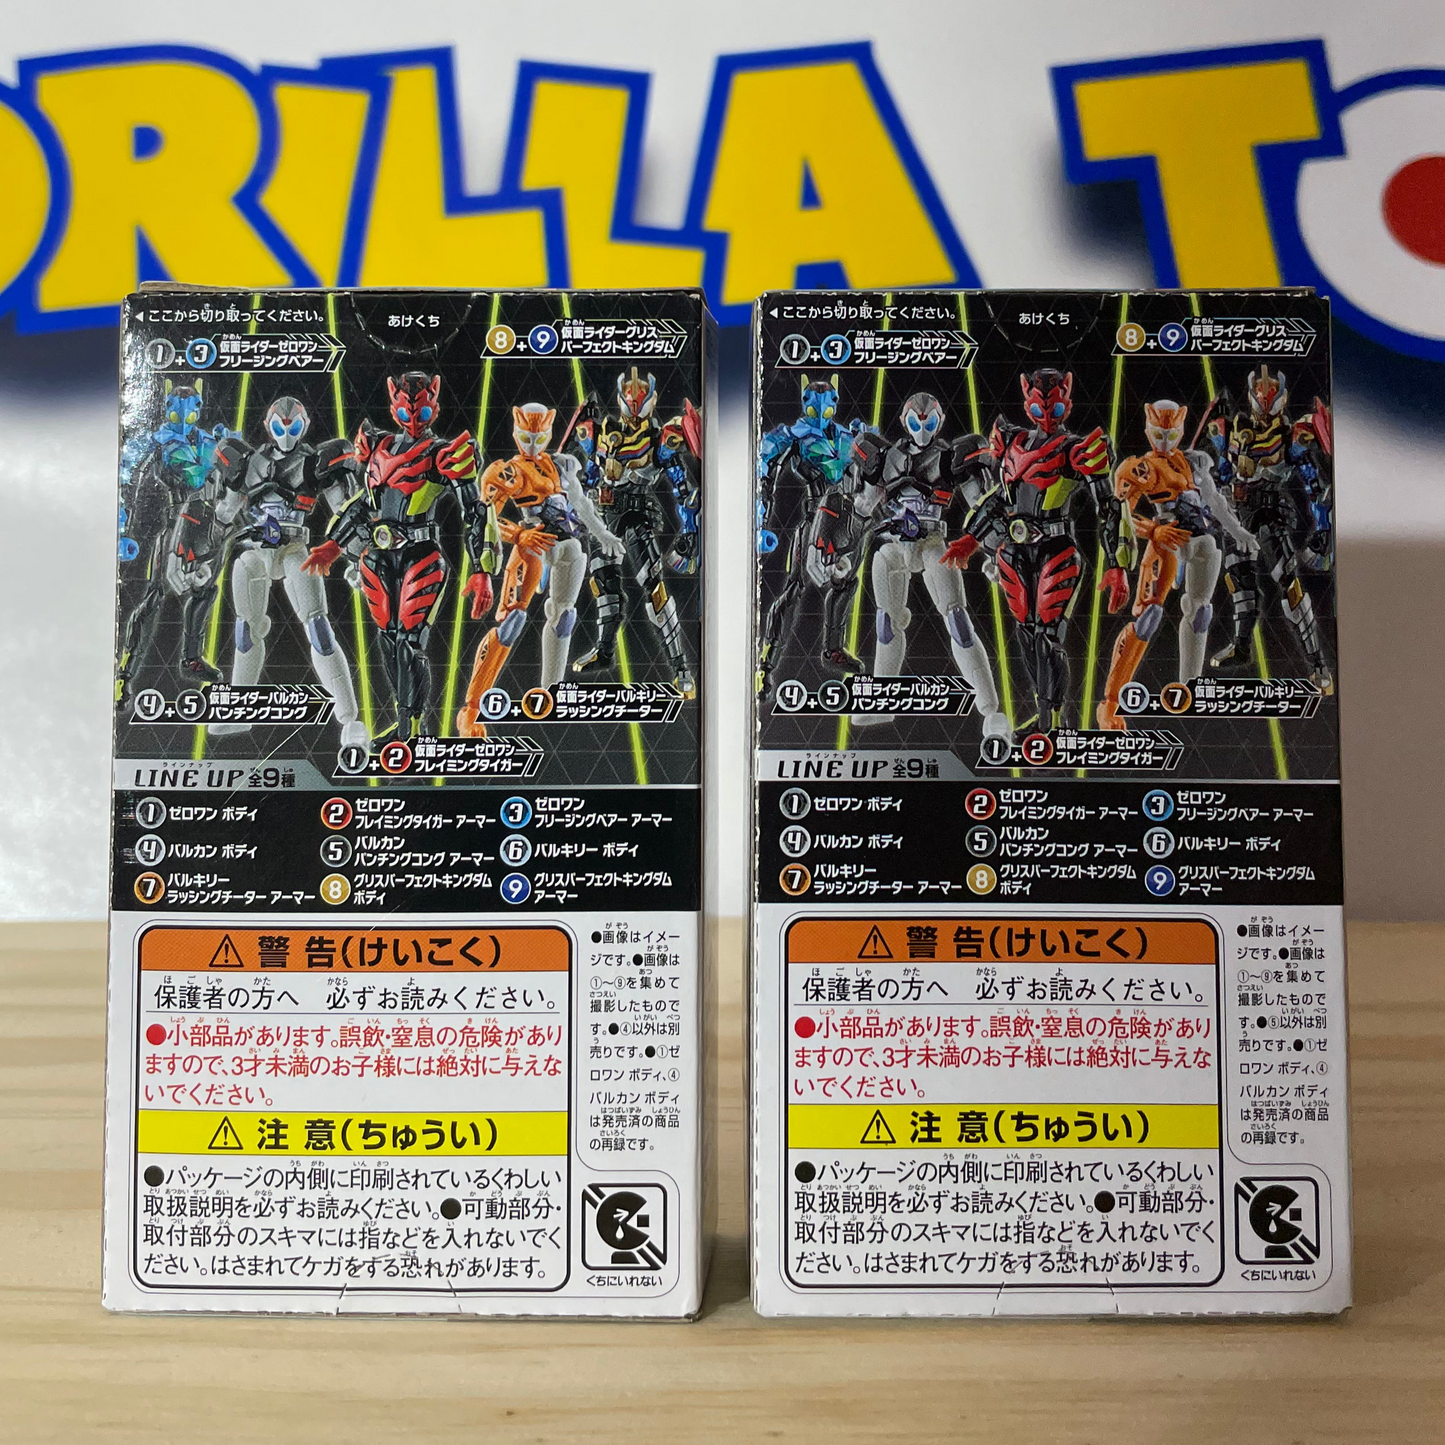 ORILLA TO
◀ここから切り取ってください。
あけくち
1+3 仮面ライダーゼロワン
フリージングベアー
8+9 仮面ライダーグリス
パーフェクトキングダム
4+5 仮面ライダーバルカン
パンチングコング
6+7 仮面ライダーバルキリー
ラッシングチーター
1+2 仮面ライダーゼロワン
フレイミングタイガー
LINE UP 全9種
1 ゼロワン ボディ
2 ゼロワン
フレイミングタイガー アーマー
3 ゼロワン
フリージングベアー アーマー
4 バルカン ボディ
5 バルカン
パンチングコング アーマー
6 バルキリー ボディ
7 バルキリー
ラッシングチーター アーマー
8 グリスパーフェクトキングダム
ボディ
9 グリスパーフェクトキングダム
アーマー
⚠ 警告(けいこく)
保護者の方へ 必ずお読みください。
●小部品があります。誤飲・窒息の危険があり
ますので、3才未満のお子様には絶対に与えな
いでください。
⚠ 注意(ちゅうい)
●パッケージの内側に印刷されているくわしい
取扱説明を必ずお読みください。●可動部分・
取付部分のスキマには指などを入れないでく
ださい。はさまれてケガをする恐れがあります。
●画像はイメー
ジです。●画像は
①〜⑨を集めて
撮影したもので
す。●④以外は別
売りです。●①ゼ
ロワン ボディ、④
バルカン ボディ
は発売済の商品
の再録です。
くちにいれない
◀ここから切り取ってください。
あけくち
1+3 仮面ライダーゼロワン
フリージングベアー
8+9 仮面ライダーグリス
パーフェクトキングダム
4+5 仮面ライダーバルカン
パンチングコング
6+7 仮面ライダーバルキリー
ラッシングチーター
1+2 仮面ライダーゼロワン
フレイミングタイガー
LINE UP 全9種
1 ゼロワン ボディ
2 ゼロワン
フレイミングタイガー アーマー
3 ゼロワン
フリージングベアー アーマー
4 バルカン ボディ
5 バルカン
パンチングコング アーマー
6 バルキリー ボディ
7 バルキリー
ラッシングチーター アーマー
8 グリスパーフェクトキングダム
ボディ
9 グリスパーフェクトキングダム
アーマー
⚠ 警告(けいこく)
保護者の方へ 必ずお読みください。
●小部品があります。誤飲・窒息の危険があり
ますので、3才未満のお子様には絶対に与えな
いでください。
⚠ 注意(ちゅうい)
●パッケージの内側に印刷されているくわしい
取扱説明を必ずお読みください。●可動部分・
取付部分のスキマには指などを入れないでく
ださい。はさまれてケガをする恐れがあります。
●画像はイメー
ジです。●画像は
①〜⑨を集めて
撮影したもので
す。●⑤以外は別
売りです。●①ゼ
ロワン ボディ、④
バルカン ボディ
は発売済の商品
の再録です。
くちにいれない